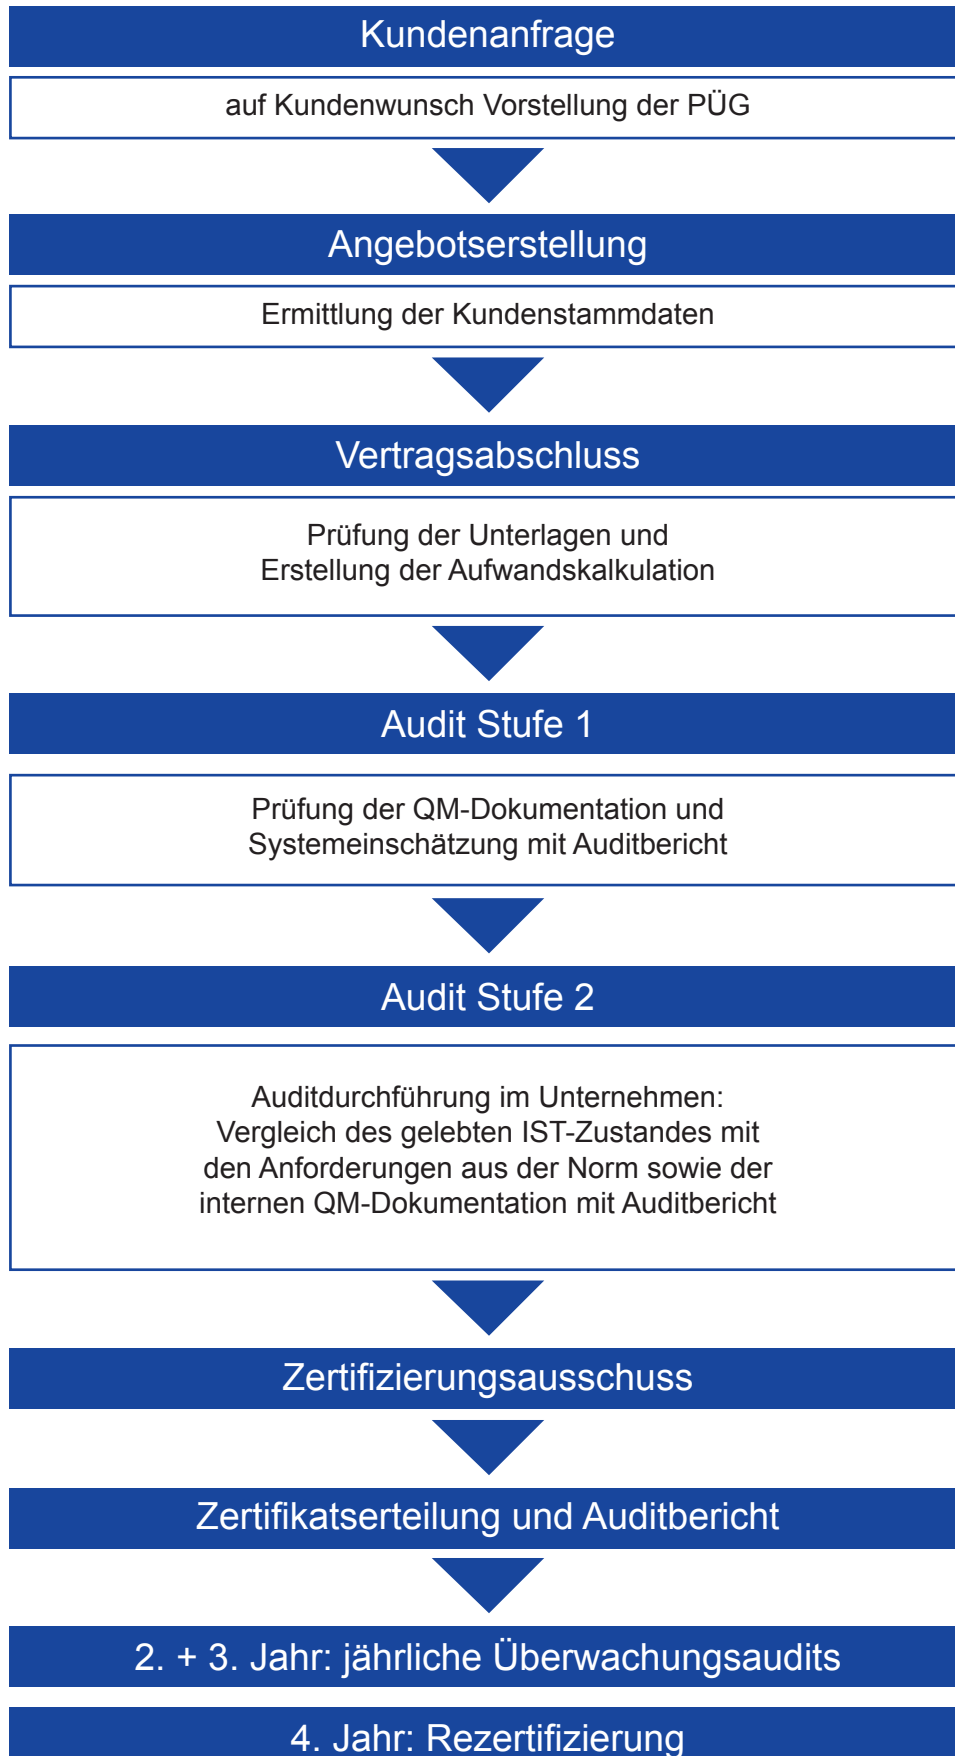 Kundenanfrage
auf Kundenwunsch Vorstellung der PÜG
Angebotserstellung
Ermittlung der Kundenstammdaten
Vertragsabschluss
Prüfung der Unterlagen und
Erstellung der Aufwandskalkulation
Audit Stufe 1
Prüfung der QM-Dokumentation und
Systemeinschätzung mit Auditbericht
Audit Stufe 2
Auditdurchführung im Unternehmen:
Vergleich des gelebten IST-Zustandes mit
den Anforderungen aus der Norm sowie der
internen QM-Dokumentation mit Auditbericht
Zertifizierungsausschuss
Zertifikatserteilung und Auditbericht
2. + 3. Jahr: jährliche Überwachungsaudits
4. Jahr: Rezertifizierung